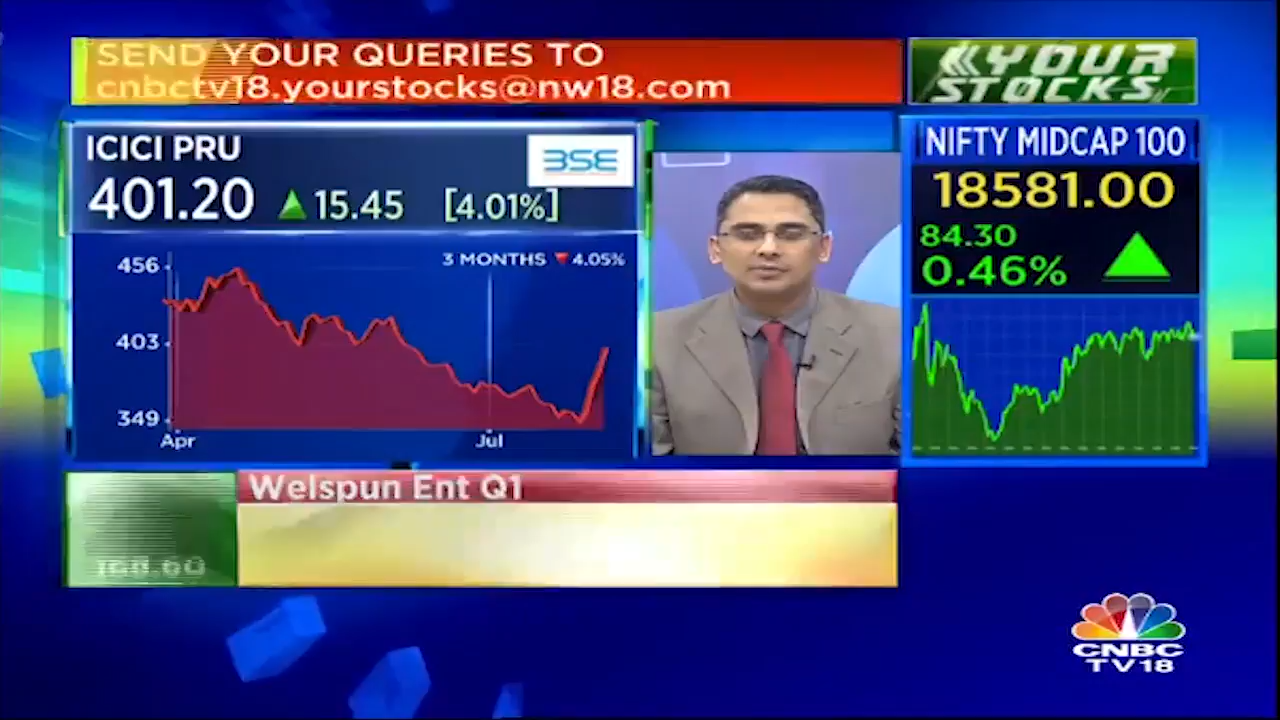 SEND YOUR QUERIES TO
cnbctv18.yourstocks@nw18.com
YOUR
STOCKS
ICICI PRU
BSE
401.20 ▲ 15.45 [4.01%]
3 MONTHS ▼ 4.05%
456
403
349
Apr Jul
NIFTY MIDCAP 100
18581.00
84.30
0.46%
Welspun Ent Q1
CNBC
TV18